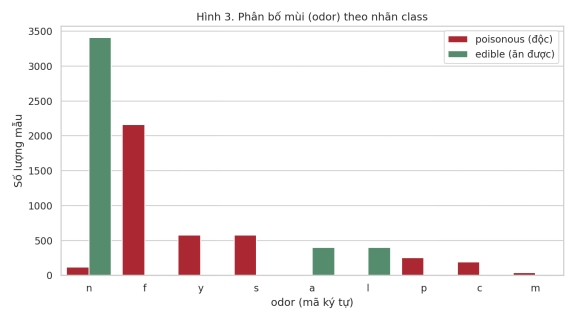 Hình 3. Phân bố mùi (odor) theo nhãn class
poisonous (độc)
edible (ăn được)
Số lượng mẫu
3500
3000
2500
2000
1500
1000
500
0
n f y s a l p c m
odor (mã ký tự)